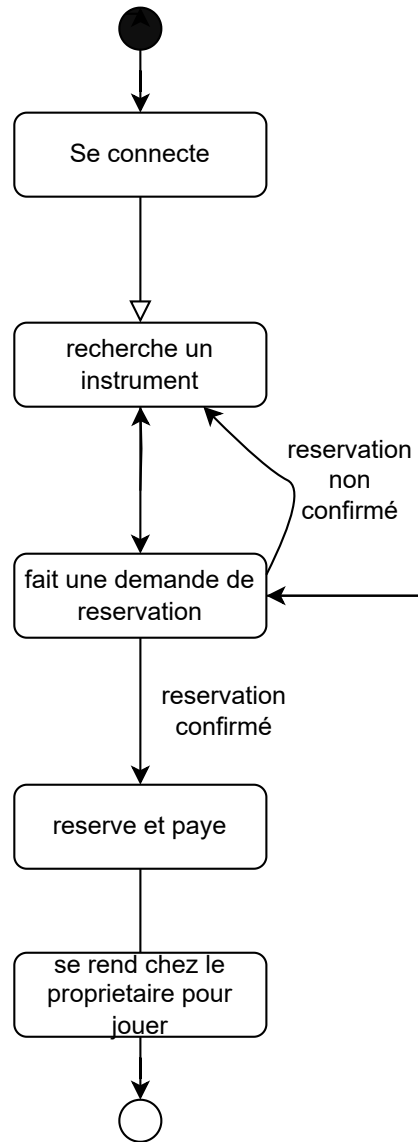 Se connecte
recherche un
instrument
reservation
non
confirmé
fait une demande de
reservation
reservation
confirmé
reserve et paye
se rend chez le
proprietaire pour
jouer